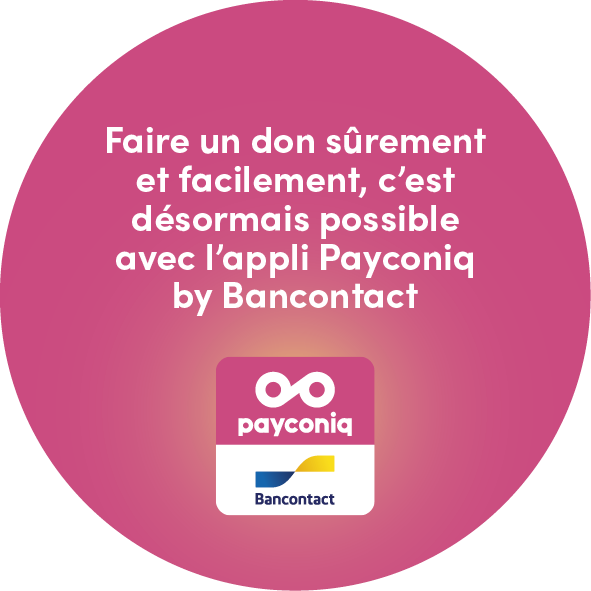 Faire un don sûrement
et facilement, c’est
désormais possible
avec l’appli Payconiq
by Bancontact
payconiq
Bancontact